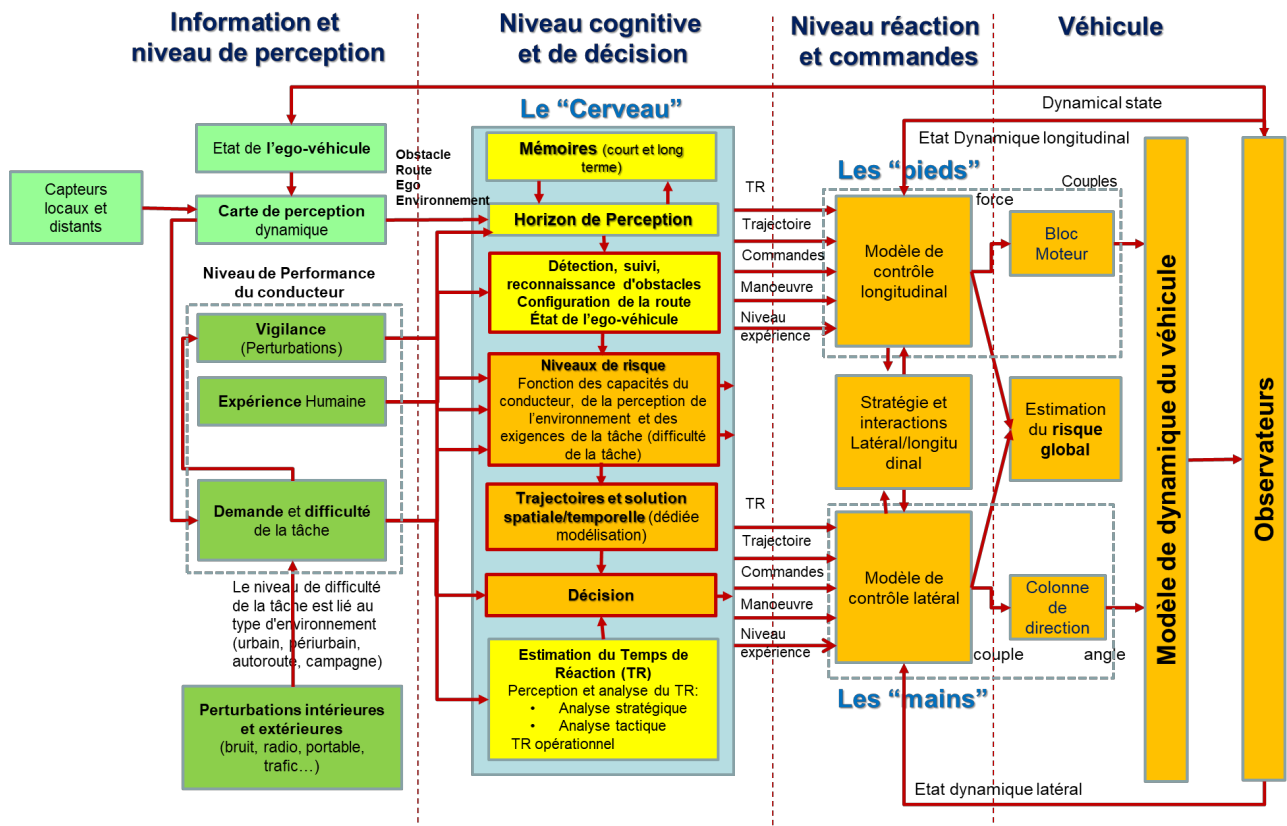 Information et
niveau de perception
Niveau cognitive
et de décision
Niveau réaction
et commandes
Véhicule
Le “Cerveau”
Dynamical state
Etat Dynamique longitudinal
Etat de l’ego-véhicule
Capteurs
locaux et
distants
Carte de perception
dynamique
Obstacle
Route
Ego
Environnement
Mémoires (court et long
terme)
Horizon de Perception
Détection, suivi,
reconnaissance d'obstacles
Configuration de la route
État de l’ego-véhicule
Niveau de Performance
du conducteur
Vigilance
(Perturbations)
Expérience Humaine
Demande et difficulté
de la tâche
Le niveau de difficulté
de la tâche est lié au
type d'environnement
(urbain, périurbain,
autoroute, campagne)
Perturbations intérieures
et extérieures
(bruit, radio, portable,
trafic…)
Niveaux de risque
Fonction des capacités du
conducteur, de la perception de
l’environnement et des
exigences de la tâche (difficulté
de la tâche)
Trajectoires et solution
spatiale/temporelle (dédiée
modélisation)
Décision
Estimation du Temps de
Réaction (TR)
Perception et analyse du TR:
• Analyse stratégique
• Analyse tactique
TR opérationnel
TR
Trajectoire
Commandes
Manoeuvre
Niveau
expérience
TR
Trajectoire
Commandes
Manoeuvre
Niveau
expérience
Les “pieds”
Modèle de
contrôle
longitudinal
force
Couples
Bloc
Moteur
Stratégie et
interactions
Latéral/longitu
dinal
Estimation
du risque
global
Modèle de
contrôle latéral
Colonne
de
direction
couple
angle
Les “mains”
Etat dynamique latéral
Modèle de dynamique du véhicule
Observateurs